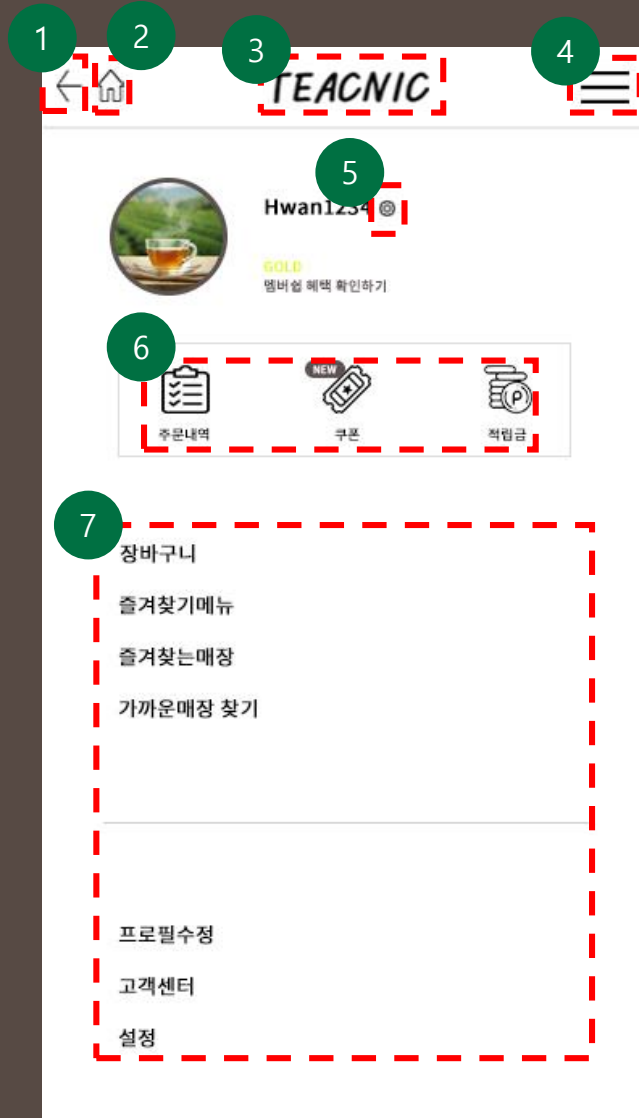 1
2
3
4
TEACNIC
5
Hwan1234
GOLD
멤버쉽 혜택 확인하기
6
NEW
P
주문내역 쿠폰 적립금
7
장바구니
즐겨찾기메뉴
즐겨찾는매장
가까운매장 찾기
프로필수정
고객센터
설정